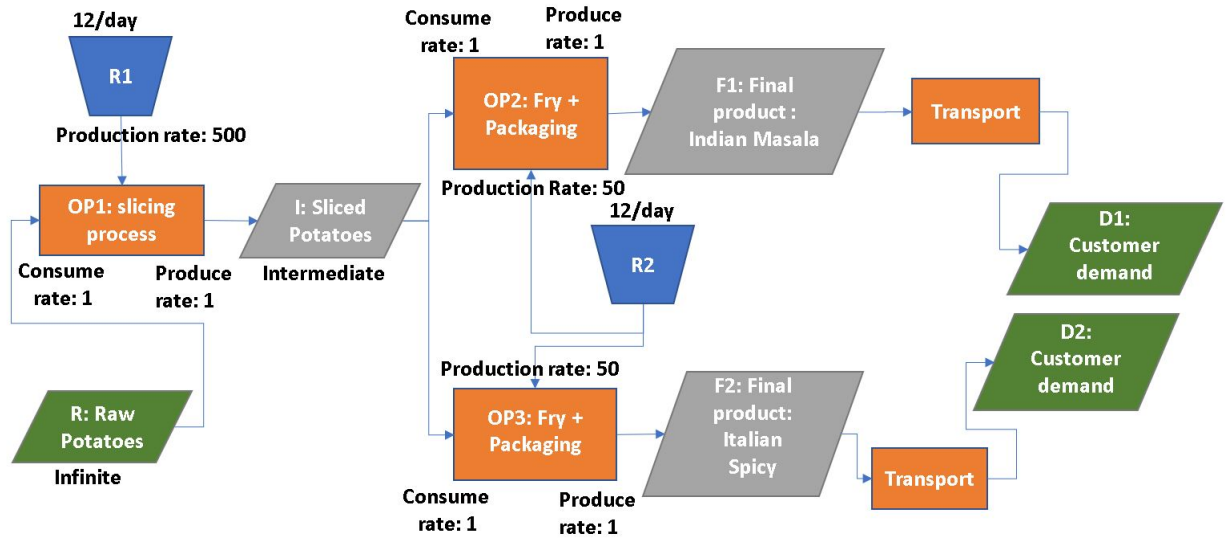 12/day
R1
Production rate: 500
OP1: slicing
process
Consume
rate: 1
Produce
rate: 1
R: Raw
Potatoes
Infinite
I: Sliced
Potatoes
Intermediate
Consume
rate: 1
Produce
rate: 1
OP2: Fry +
Packaging
Production Rate: 50
F1: Final
product :
Indian Masala
Transport
12/day
R2
D1:
Customer
demand
Production rate: 50
OP3: Fry +
Packaging
Consume
rate: 1
Produce
rate: 1
F2: Final
product:
Italian
Spicy
Transport
D2:
Customer
demand